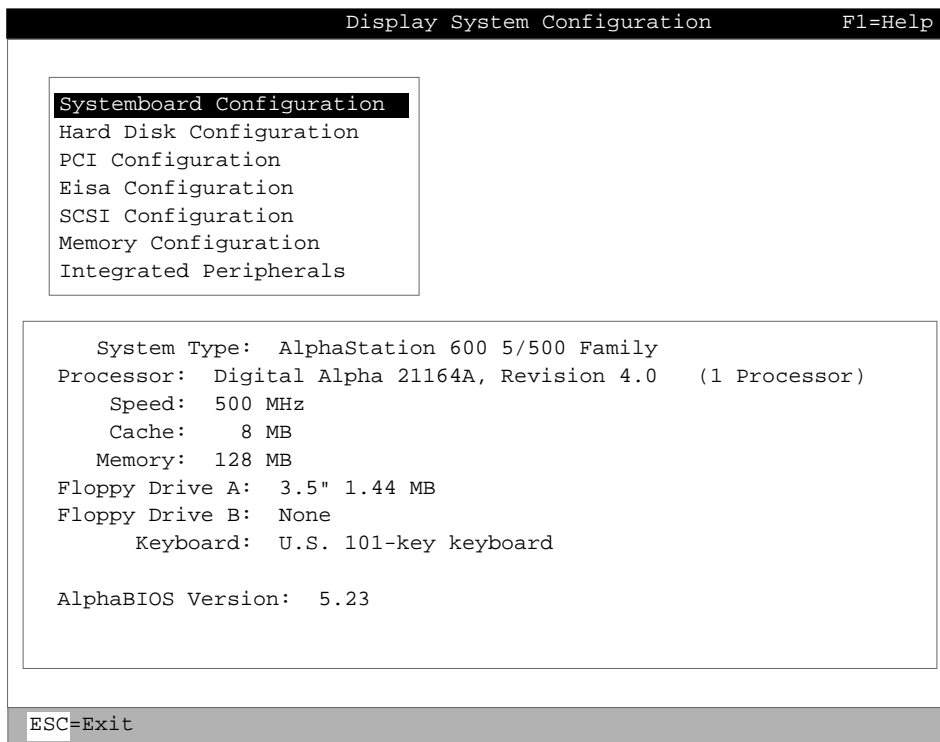 Display System Configuration F1=Help
Systemboard Configuration
Hard Disk Configuration
PCI Configuration
Eisa Configuration
SCSI Configuration
Memory Configuration
Integrated Peripherals
System Type: AlphaStation 600 5/500 Family
Processor: Digital Alpha 21164A, Revision 4.0 (1 Processor)
Speed: 500 MHz
Cache: 8 MB
Memory: 128 MB
Floppy Drive A: 3.5" 1.44 MB
Floppy Drive B: None
Keyboard: U.S. 101-key keyboard
AlphaBIOS Version: 5.23
ESC=Exit